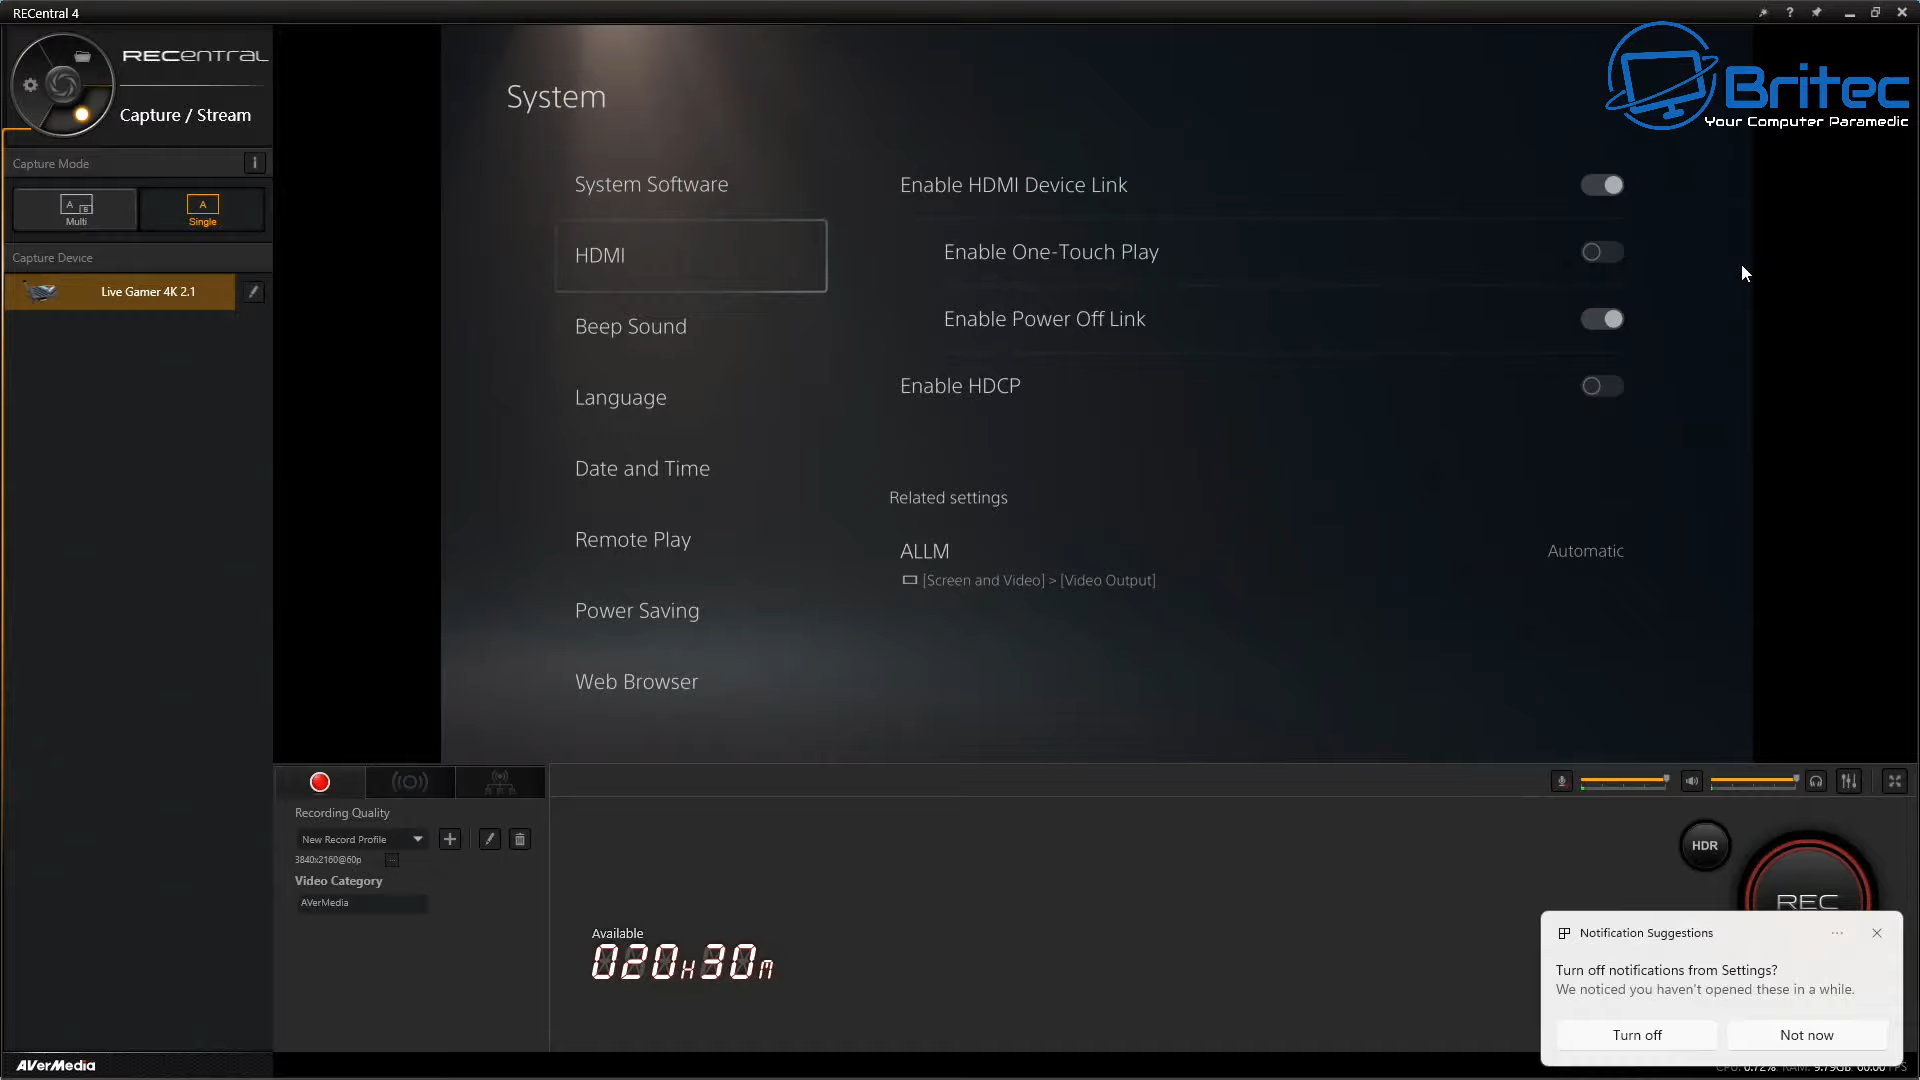 RECentral 4
RECentral
Capture / Stream
Britec
Your Computer Paramedic
Capture Mode
i
A B
Multi
A
Single
Capture Device
Live Gamer 4K 2.1
System
System Software
HDMI
Beep Sound
Language
Date and Time
Remote Play
Power Saving
Web Browser
Enable HDMI Device Link
Enable One-Touch Play
Enable Power Off Link
Enable HDCP
Related settings
ALLM
Automatic
[Screen and Video] > [Video Output]
Recording Quality
New Record Profile
3840x2160@60p
...
Video Category
AVerMedia
Available
020H30M
HDR
REC
Notification Suggestions
Turn off notifications from Settings?
We noticed you haven't opened these in a while.
Turn off
Not now
AVerMedia